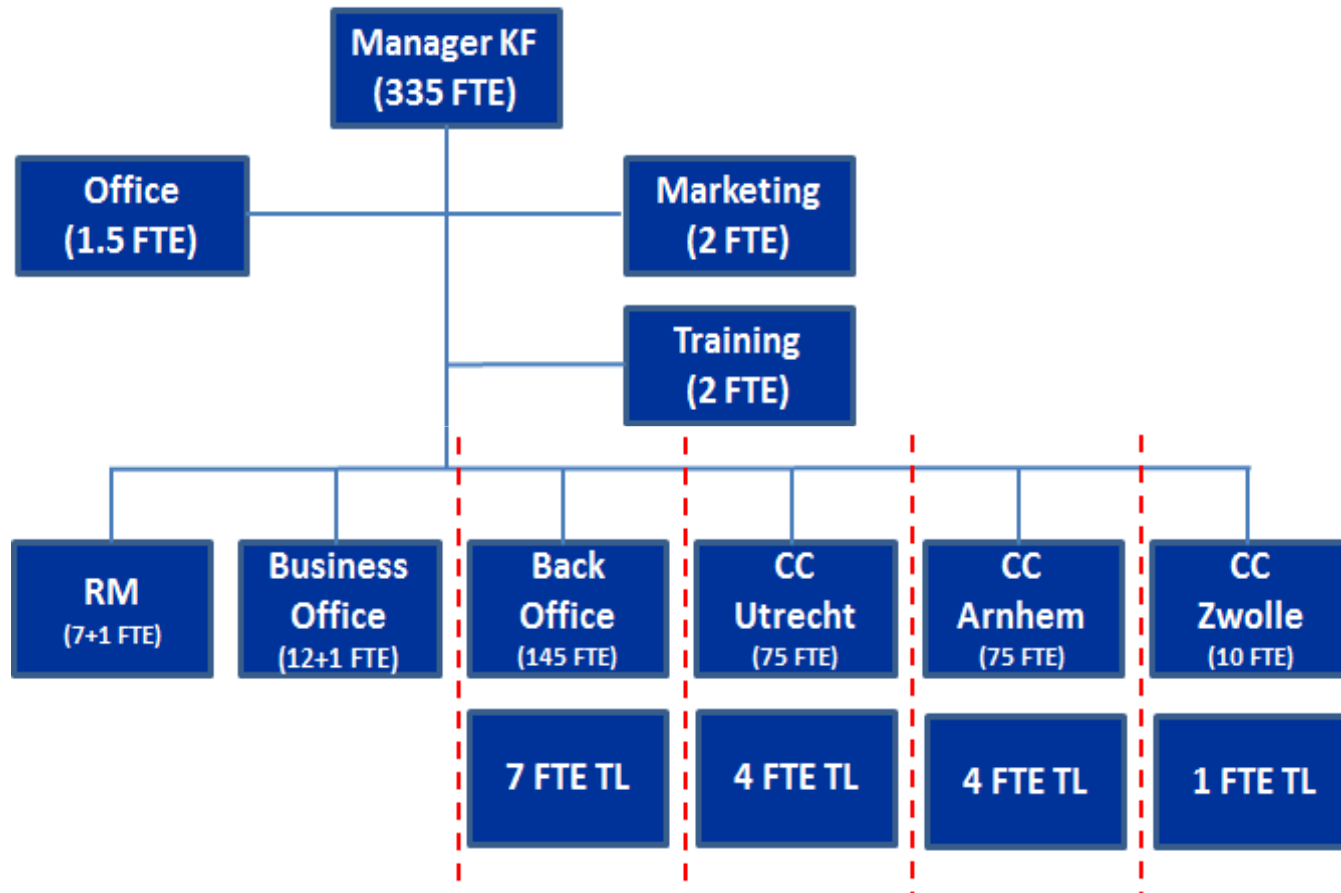 Manager KF
(335 FTE)
Office
(1.5 FTE)
Marketing
(2 FTE)
Training
(2 FTE)
RM
(7+1 FTE)
Business
Office
(12+1 FTE)
Back
Office
(145 FTE)
CC
Utrecht
(75 FTE)
CC
Arnhem
(75 FTE)
CC
Zwolle
(10 FTE)
7 FTE TL
4 FTE TL
4 FTE TL
1 FTE TL